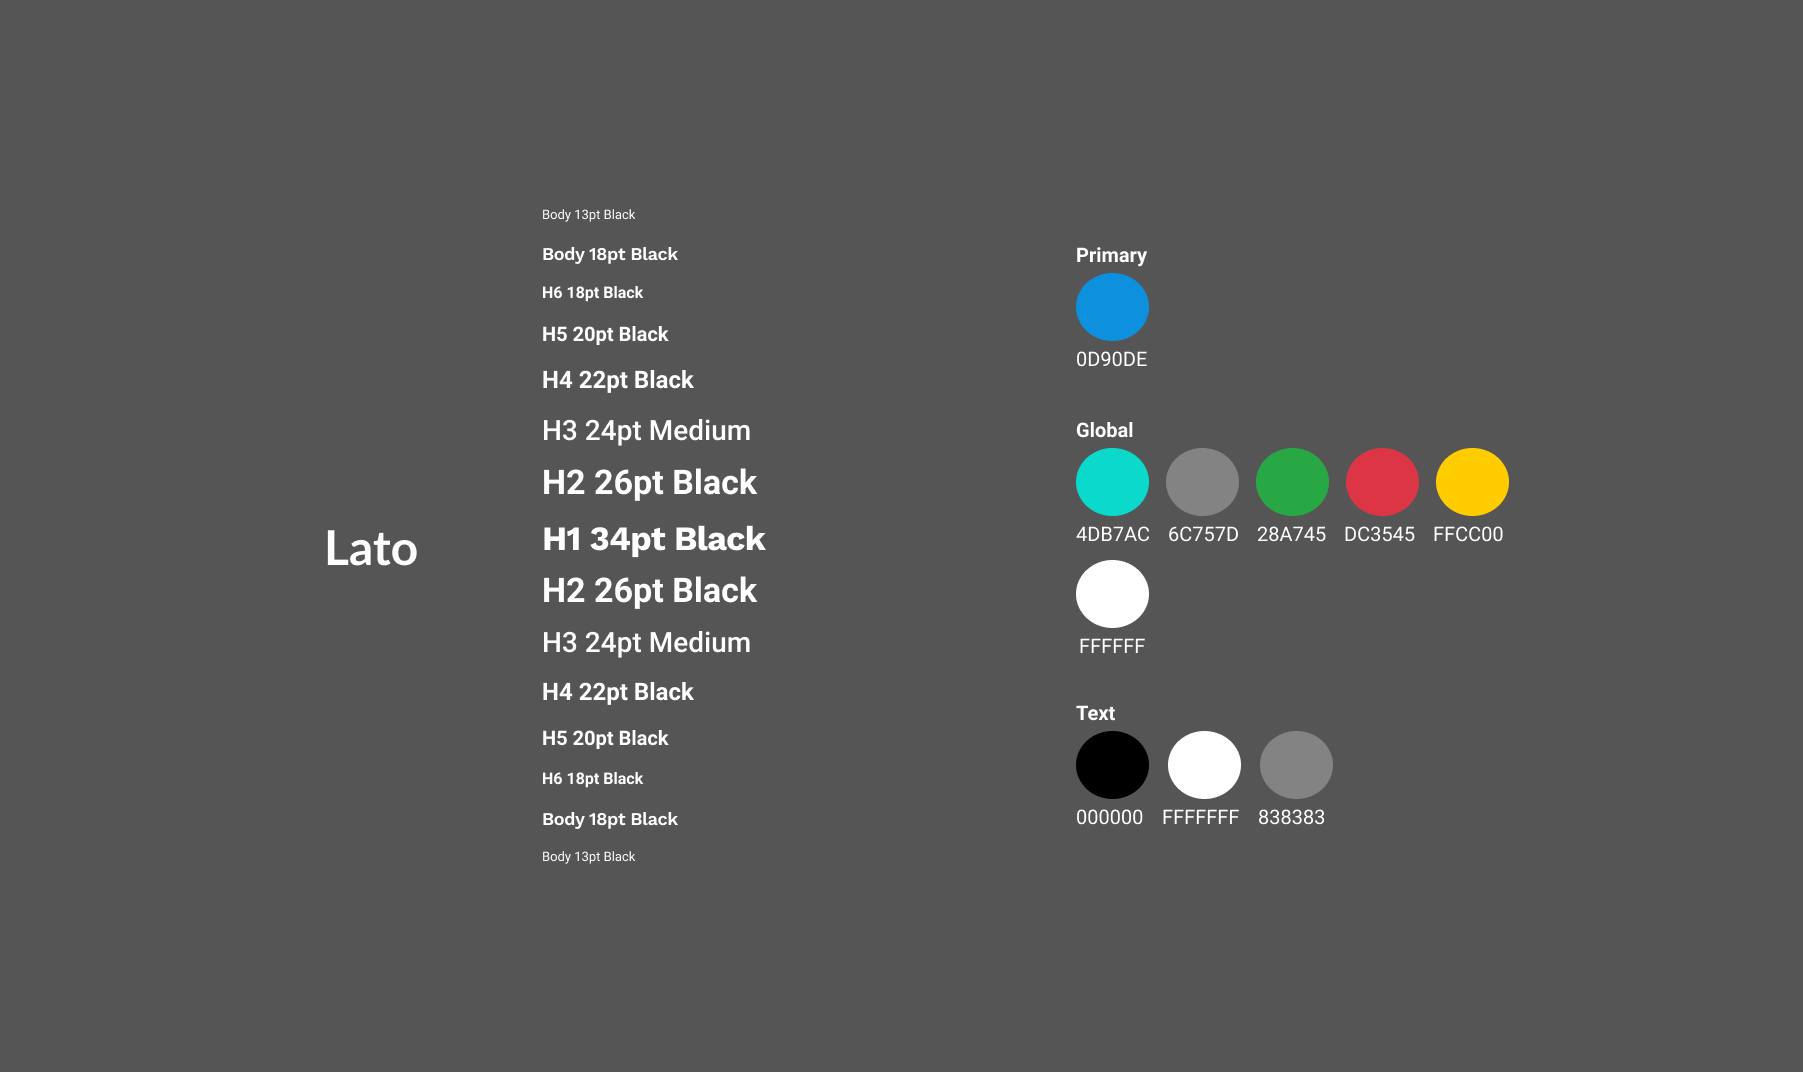 Lato
Body 13pt Black
Body 18pt Black
H6 18pt Black
H5 20pt Black
H4 22pt Black
H3 24pt Medium
H2 26pt Black
H1 34pt Black
H2 26pt Black
H3 24pt Medium
H4 22pt Black
H5 20pt Black
H6 18pt Black
Body 18pt Black
Body 13pt Black
Primary
0D90DE
Global
4DB7AC 6C757D 28A745 DC3545 FFCC00
FFFFFF
Text
000000 FFFFFFF 838383